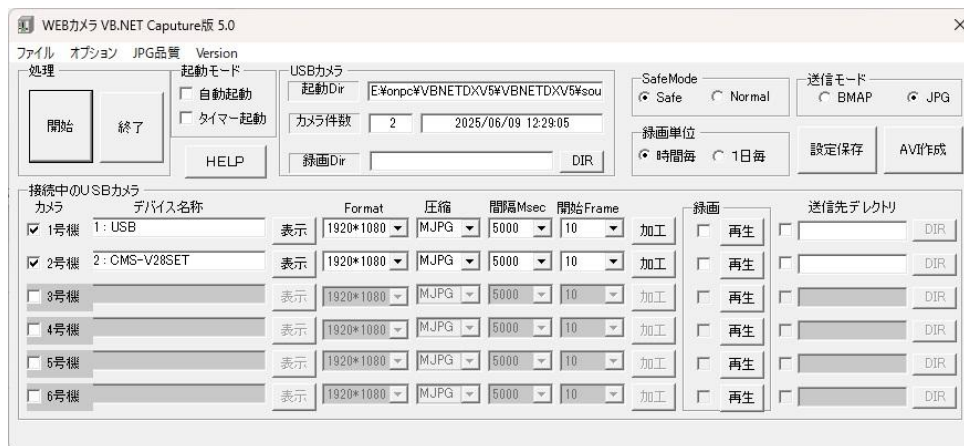 WEBカメラ VB.NET Caputure版 5.0
ファイル オプション JPG品質 Version
処理 起動モード USBカメラ SafeMode 送信モード
開始 終了 自動起動 起動Dir E:¥onpc¥VBNETDXV5¥VBNETDXV5¥sou Safe Normal BMAP JPG
タイマー起動 カメラ件数 2 2025/06/09 12:29:05 録画単位
HELP 録画Dir DIR 時間毎 1日毎 設定保存 AVI作成
接続中のUSBカメラ
カメラ デバイス名称 Format 圧縮 間隔Msec 開始Frame 録画 送信先デレクトリ
1号機 1:USB 表示 1920*1080 MJPG 5000 10 加工 再生 DIR
2号機 2:CMS-V28SET 表示 1920*1080 MJPG 5000 10 加工 再生 DIR
3号機 表示 1920*1080 MJPG 5000 10 加工 再生 DIR
4号機 表示 1920*1080 MJPG 5000 10 加工 再生 DIR
5号機 表示 1920*1080 MJPG 5000 10 加工 再生 DIR
6号機 表示 1920*1080 MJPG 5000 10 加工 再生 DIR